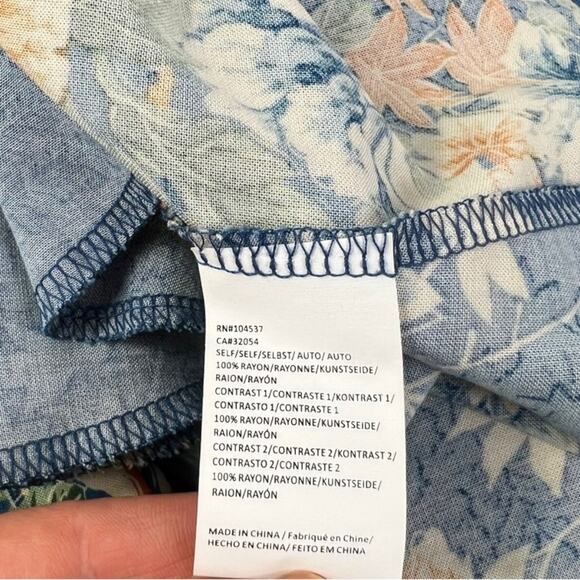 RN#104537
CA#32054
SELF/SELF/SELBST/ AUTO/ AUTO
100% RAYON/RAYONNE/KUNSTSEIDE/
RAION/RAYÓN
CONTRAST 1/CONTRASTE 1/KONTRAST 1/
CONTRASTO 1/CONTRASTE 1
100% RAYON/RAYONNE/KUNSTSEIDE/
RAION/RAYÓN
CONTRAST 2/CONTRASTE 2/KONTRAST 2/
CONTRASTO 2/CONTRASTE 2
100% RAYON/RAYONNE/KUNSTSEIDE/
RAION/RAYÓN
MADE IN CHINA / Fabriqué en Chine/
HECHO EN CHINA/ FEITO EM CHINA